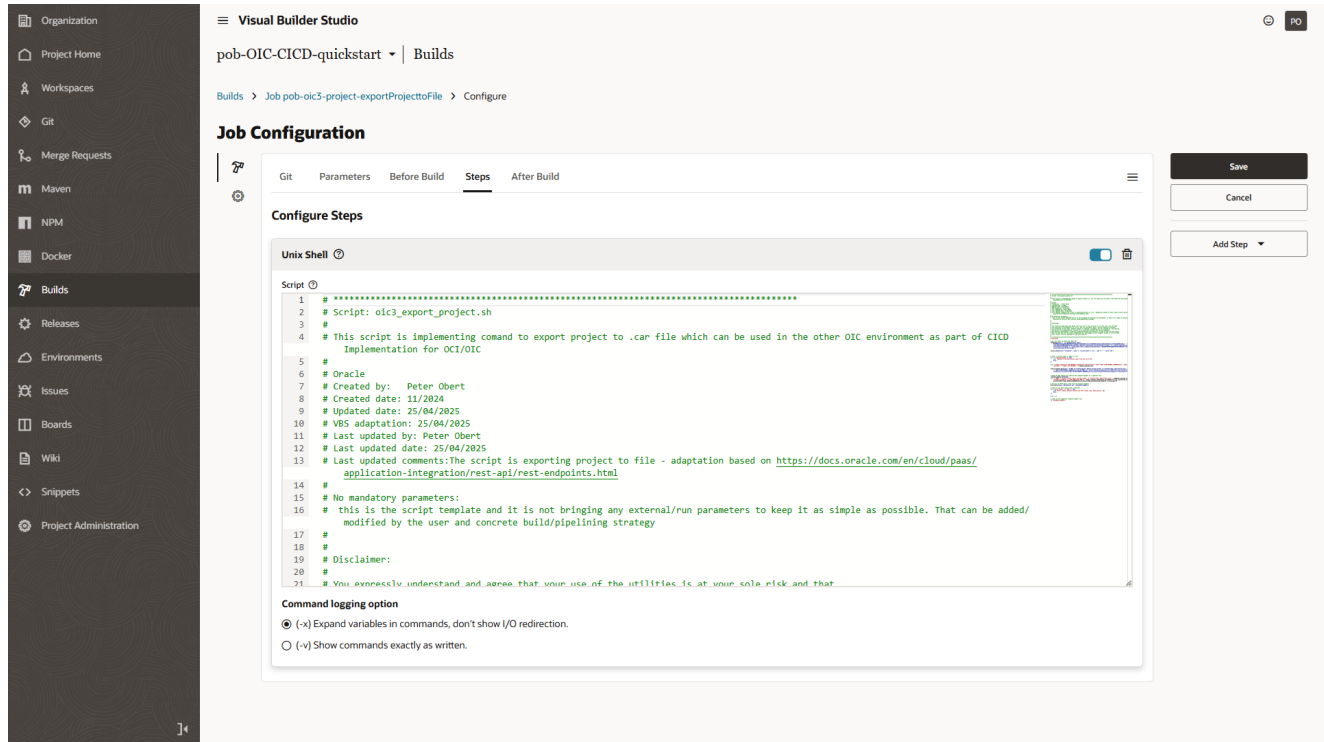 Organization
Project Home
Workspaces
Git
Merge Requests
Maven
NPM
Docker
Builds
Releases
Environments
Issues
Boards
Wiki
Snippets
Project Administration
Visual Builder Studio
PO
pob-OIC-CICD-quickstart | Builds
Builds > Job pob-oic3-project-exportProjecttoFile > Configure
Job Configuration
Git Parameters Before Build Steps After Build
Configure Steps
Unix Shell
Script
1 # ****************************************************************************************
2 # Script: oic3_export_project.sh
3 #
4 # This script is implementing comand to export project to .car file which can be used in the other OIC environment as part of CICD
Implementation for OCI/OIC
5 #
6 # Oracle
7 # Created by:   Peter Obert
8 # Created date: 11/2024
9 # Updated date: 25/04/2025
10 # VBS adaptation: 25/04/2025
11 # Last updated by: Peter Obert
12 # Last updated date: 25/04/2025
13 # Last updated comments:The script is exporting project to file - adaptation based on https://docs.oracle.com/en/cloud/paas/
application-integration/rest-api/rest-endpoints.html
14 #
15 # No mandatory parameters:
16 #  this is the script template and it is not bringing any external/run parameters to keep it as simple as possible. That can be added/
modified by the user and concrete build/pipelining strategy
17 #
18 #
19 # Disclaimer:
20 #
21 # You expressly understand and agree that your use of the utilities is at your sole risk and that
Command logging option
(-x) Expand variables in commands, don't show I/O redirection.
(-v) Show commands exactly as written.
Save
Cancel
Add Step